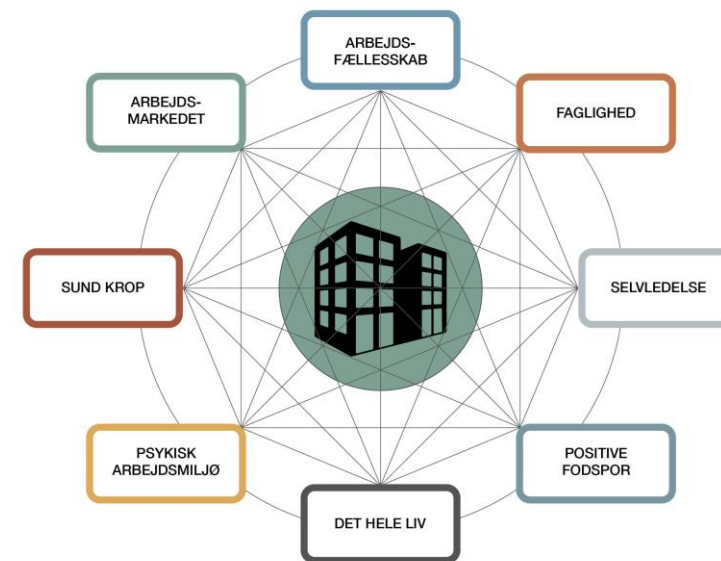 ARBEJDS-
FÆLLESSKAB
ARBEJDS-
MARKEDET
FAGLIGHED
SUND KROP
SELVLEDELSE
PSYKISK
ARBEJDSMILJØ
POSITIVE
FODSPOR
DET HELE LIV